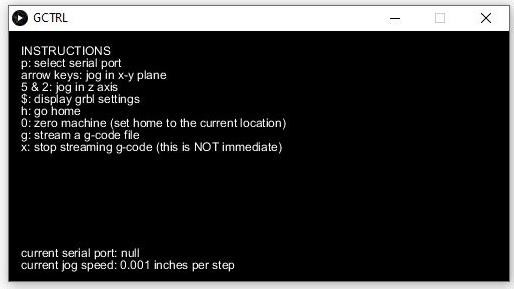 GCTRL
INSTRUCTIONS
p: select serial port
arrow keys: jog in x-y plane
5 & 2: jog in z axis
$: display grbl settings
h: go home
0: zero machine (set home to the current location)
g: stream a g-code file
x: stop streaming g-code (this is NOT immediate)
current serial port: null
current jog speed: 0.001 inches per step